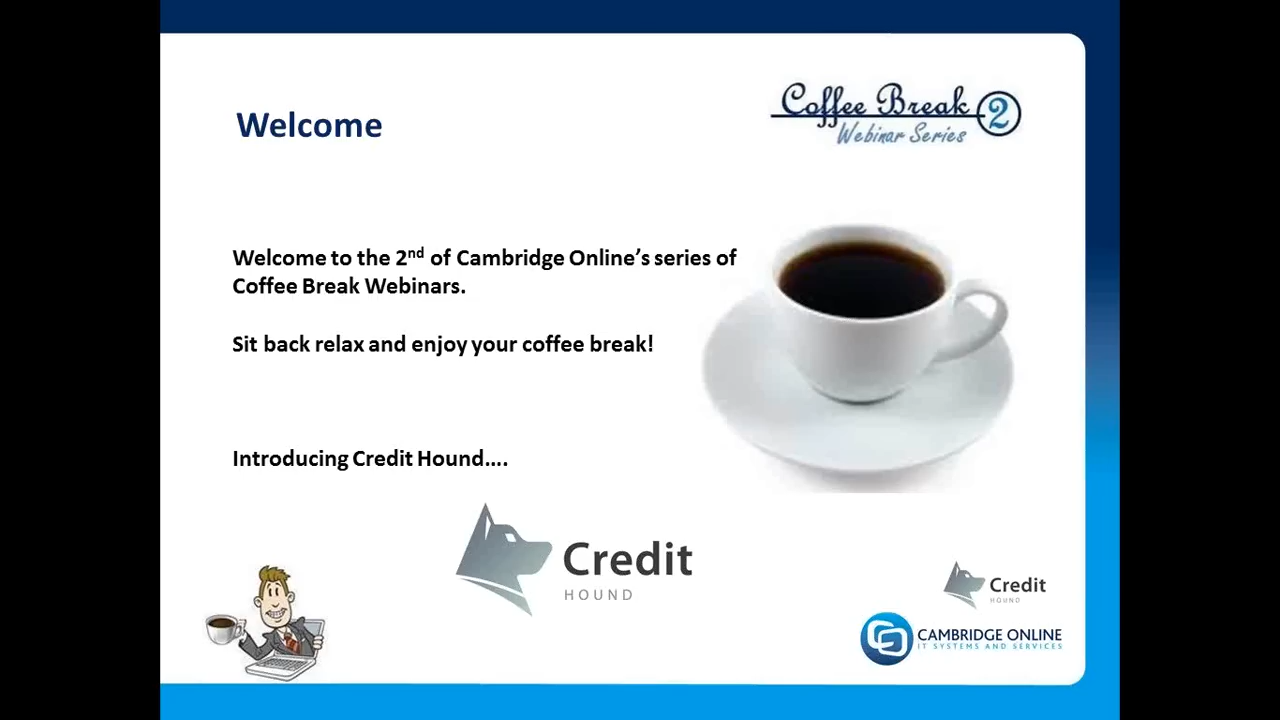 Welcome
Coffee Break 2
Webinar Series
Welcome to the 2nd of Cambridge Online’s series of
Coffee Break Webinars.
Sit back relax and enjoy your coffee break!
Introducing Credit Hound....
Credit
HOUND
Credit
HOUND
CAMBRIDGE ONLINE
IT SYSTEMS AND SERVICES